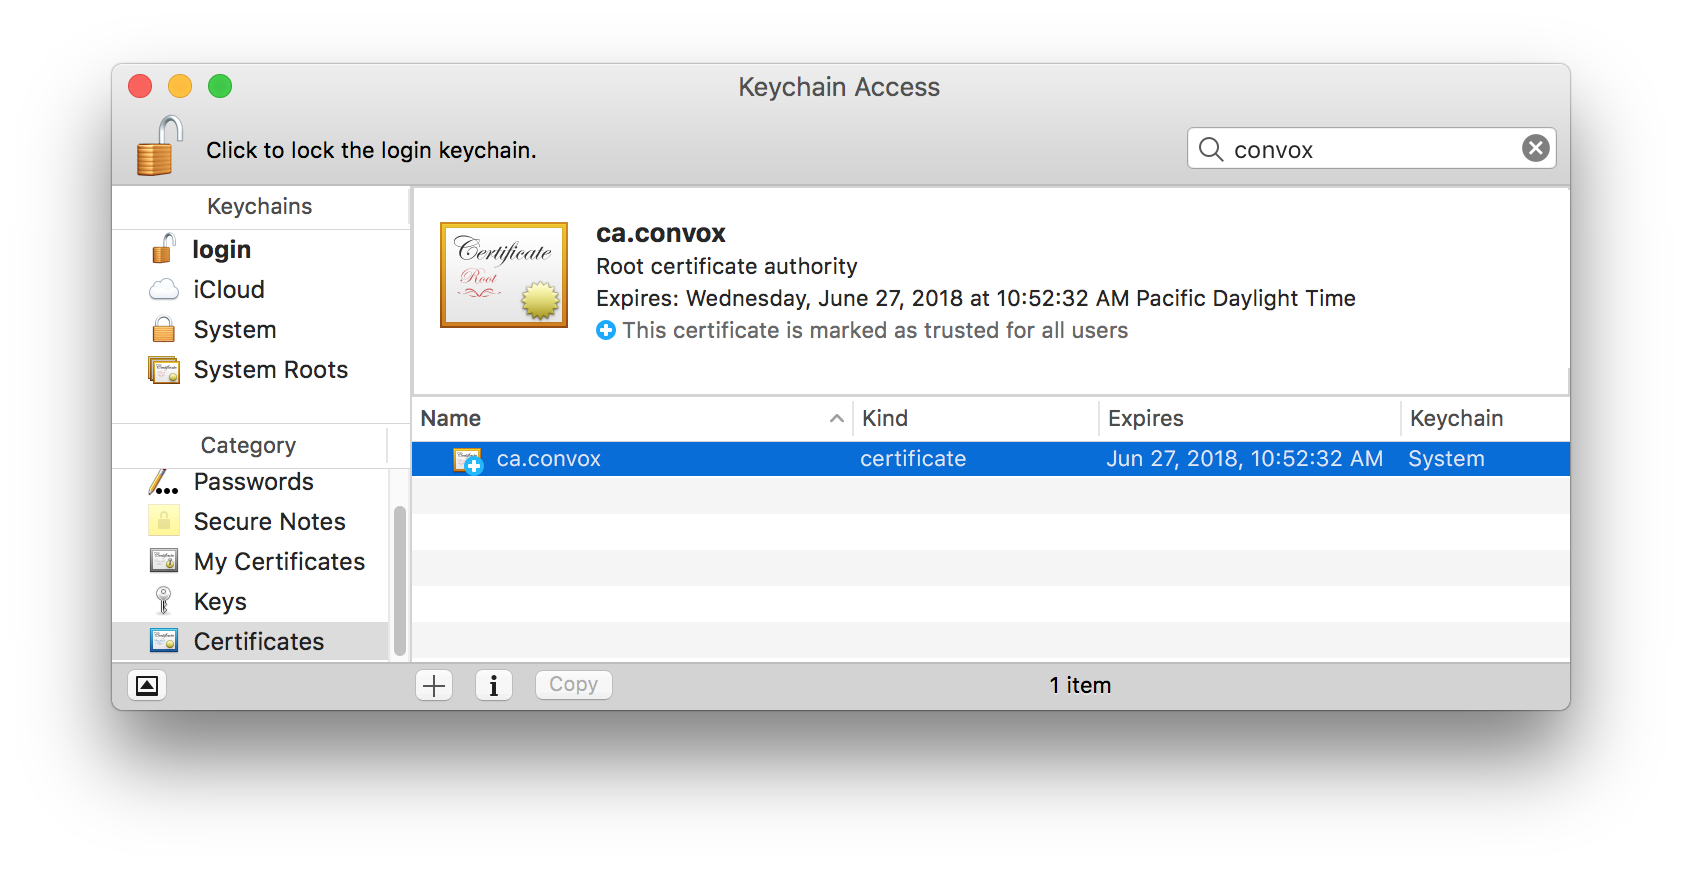 Keychain Access
Click to lock the login keychain.
convox
Keychains
login
iCloud
System
System Roots
Category
Passwords
Secure Notes
My Certificates
Keys
Certificates
Certificate
Root
ca.convox
Root certificate authority
Expires: Wednesday, June 27, 2018 at 10:52:32 AM Pacific Daylight Time
This certificate is marked as trusted for all users
Name Kind Expires Keychain
ca.convox certificate Jun 27, 2018, 10:52:32 AM System
Copy
1 item